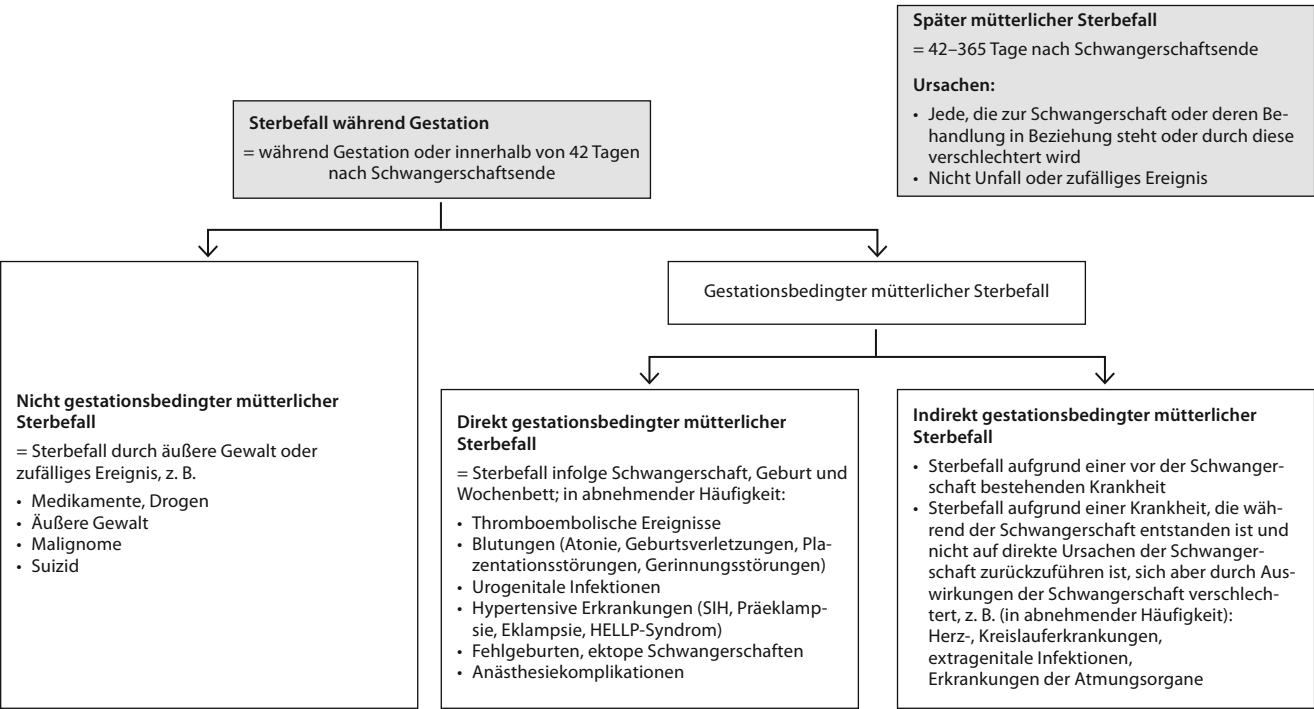 Später mütterlicher Sterbefall
= 42–365 Tage nach Schwangerschaftsende
Ursachen:
• Jede, die zur Schwangerschaft oder deren Be-
handlung in Beziehung steht oder durch diese
verschlechtert wird
• Nicht Unfall oder zufälliges Ereignis
Sterbefall während Gestation
= während Gestation oder innerhalb von 42 Tagen
nach Schwangerschaftsende
Gestationsbedingter mütterlicher Sterbefall
Nicht gestationsbedingter mütterlicher
Sterbefall
= Sterbefall durch äußere Gewalt oder
zufälliges Ereignis, z. B.
• Medikamente, Drogen
• Äußere Gewalt
• Malignome
• Suizid
Direkt gestationsbedingter mütterlicher
Sterbefall
= Sterbefall infolge Schwangerschaft, Geburt und
Wochenbett; in abnehmender Häufigkeit:
• Thromboembolische Ereignisse
• Blutungen (Atonie, Geburtsverletzungen, Pla-
zentationsstörungen, Gerinnungsstörungen)
• Urogenitale Infektionen
• Hypertensive Erkrankungen (SIH, Präeklamp-
sie, Eklampsie, HELLP-Syndrom)
• Fehlgeburten, ektope Schwangerschaften
• Anästhesiekomplikationen
Indirekt gestationsbedingter mütterlicher
Sterbefall
• Sterbefall aufgrund einer vor der Schwanger-
schaft bestehenden Krankheit
• Sterbefall aufgrund einer Krankheit, die wäh-
rend der Schwangerschaft entstanden ist und
nicht auf direkte Ursachen der Schwanger-
schaft zurückzuführen ist, sich aber durch Aus-
wirkungen der Schwangerschaft verschlech-
tert, z. B. (in abnehmender Häufigkeit):
Herz-, Kreislauferkrankungen,
extragenitale Infektionen,
Erkrankungen der Atmungsorgane